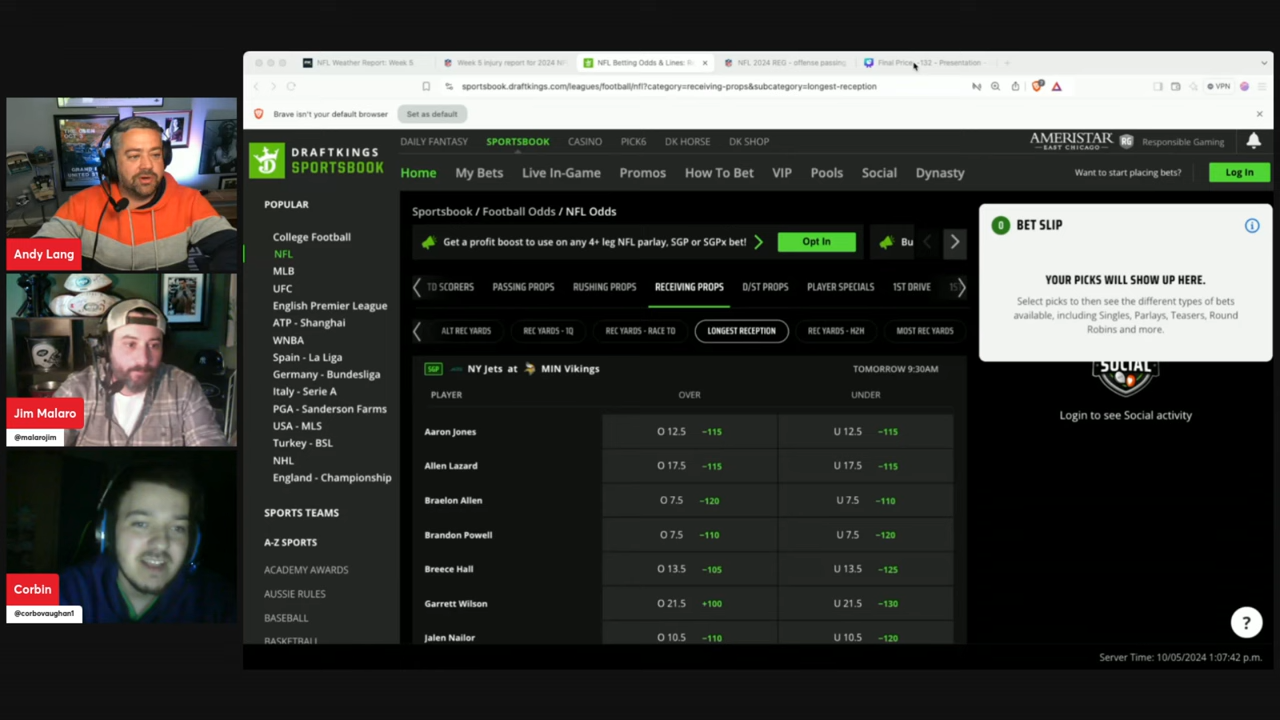 NFL Weather Report: Week 5
Week 5 injury report for 2024 N
NFL Betting Odds & Lines: R
NFL 2024 REG - offense passing
Final Price -132 - Presentation
sportsbook.draftkings.com/leagues/football/nfl?category=receiving-props&subcategory=longest-reception
VPN
Brave isn't your default browser
Set as default
DRAFTKINGS
SPORTSBOOK
DAILY FANTASY
SPORTSBOOK
CASINO
PICK6
DK HORSE
DK SHOP
AMERISTAR
EAST CHICAGO
RG
Responsible Gaming
Home
My Bets
Live In-Game
Promos
How To Bet
VIP
Pools
Social
Dynasty
Want to start placing bets?
Log In
POPULAR
College Football
NFL
MLB
UFC
English Premier League
ATP - Shanghai
WNBA
Spain - La Liga
Germany - Bundesliga
Italy - Serie A
PGA - Sanderson Farms
USA - MLS
Turkey - BSL
NHL
England - Championship
SPORTS TEAMS
A-Z SPORTS
ACADEMY AWARDS
AUSSIE RULES
BASEBALL
BASKETBALL
Sportsbook / Football Odds / NFL Odds
Get a profit boost to use on any 4+ leg NFL parlay, SGP or SGPx bet!
Opt In
Bu
TD SCORERS
PASSING PROPS
RUSHING PROPS
RECEIVING PROPS
D/ST PROPS
PLAYER SPECIALS
1ST DRIVE
ALT REC YARDS
REC YARDS - 1Q
REC YARDS - RACE TO
LONGEST RECEPTION
REC YARDS - H2H
MOST REC YARDS
SGP
NY Jets at MIN Vikings
TOMORROW 9:30AM
PLAYER OVER UNDER
Aaron Jones O 12.5 −115 U 12.5 −115
Allen Lazard O 17.5 −115 U 17.5 −115
Braelon Allen O 7.5 −120 U 7.5 −110
Brandon Powell O 7.5 −110 U 7.5 −120
Breece Hall O 13.5 −105 U 13.5 −125
Garrett Wilson O 21.5 +100 U 21.5 −130
Jalen Nailor O 10.5 −110 U 10.5 −120
0 BET SLIP
YOUR PICKS WILL SHOW UP HERE.
Select picks to then see the different types of bets
available, including Singles, Parlays, Teasers, Round
Robins and more.
SOCIAL
Login to see Social activity
?
Server Time: 10/05/2024 1:07:42 p.m.
Andy Lang
Jim Malaro
@malarojim
Corbin
@corbovaughan1